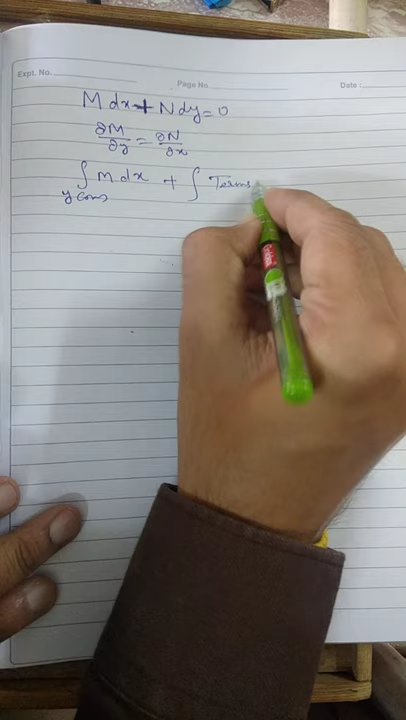 Expt. No.
Page No.
Date :
M dx + N dy = 0
∂M/∂y = ∂N/∂x
∫ M dx + ∫ Terms
y cons